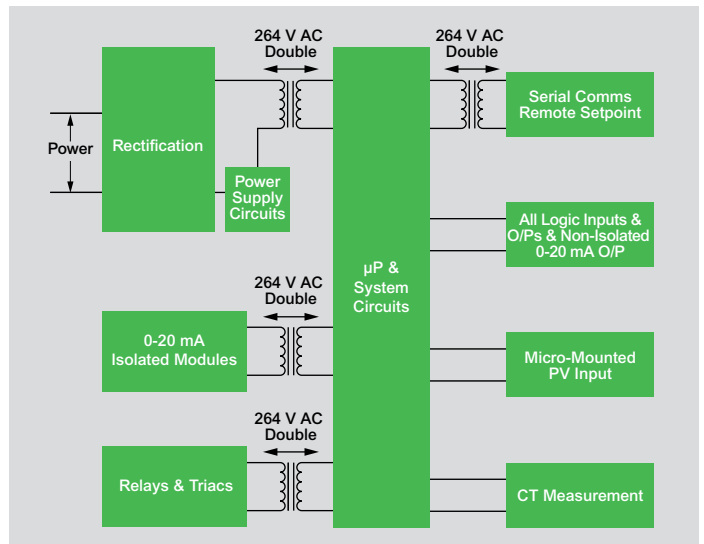 264 V AC
Double
264 V AC
Double
Power
Rectification
Power
Supply
Circuits
Serial Comms
Remote Setpoint
All Logic Inputs &
O/Ps & Non-Isolated
0-20 mA O/P
µP &
System
Circuits
264 V AC
Double
0-20 mA
Isolated Modules
Micro-Mounted
PV Input
264 V AC
Double
Relays & Triacs
CT Measurement